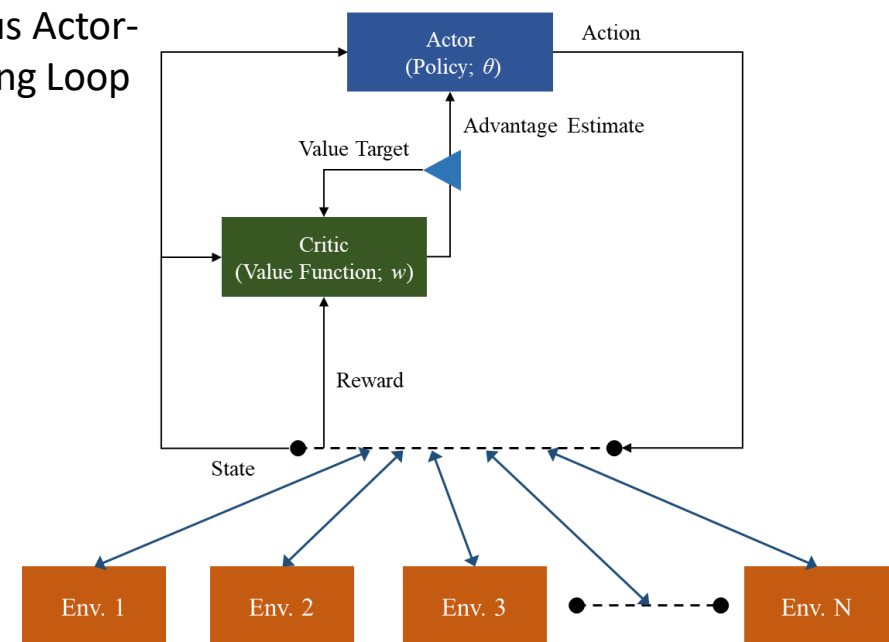 us Actor-
ng Loop
Actor
(Policy; θ)
Action
Advantage Estimate
Value Target
Critic
(Value Function; w)
Reward
State
Env. 1
Env. 2
Env. 3
Env. N